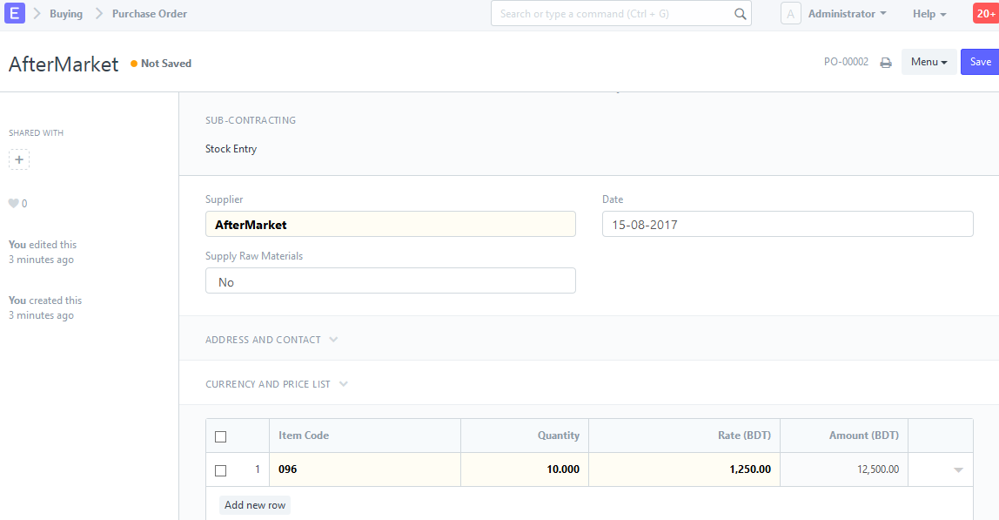 E Buying Purchase Order Search or type a command (Ctrl + G) A Administrator Help 20+
AfterMarket Not Saved PO-00002 Menu Save
SUB-CONTRACTING
Stock Entry
SHARED WITH
+
0
You edited this
3 minutes ago
You created this
3 minutes ago
Supplier Date
AfterMarket 15-08-2017
Supply Raw Materials
No
ADDRESS AND CONTACT
CURRENCY AND PRICE LIST
Item Code Quantity Rate (BDT) Amount (BDT)
1 096 10.000 1,250.00 12,500.00
Add new row